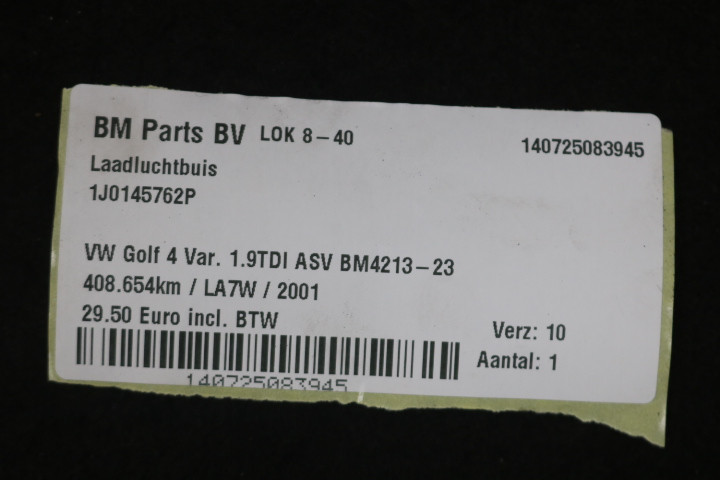 BM Parts BV LOK 8-40 140725083945
Laadluchtbuis
1J0145762P
VW Golf 4 Var. 1.9TDI ASV BM4213-23
408.654km / LA7W / 2001
29.50 Euro incl. BTW
Verz: 10
Aantal: 1
140725083945